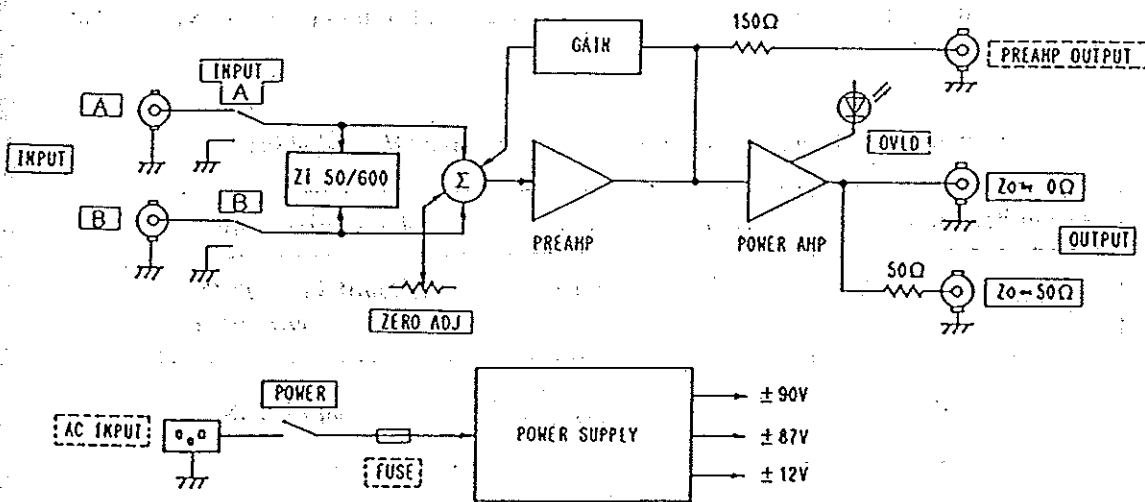 150Ω
GAIN
PREAMP OUTPUT
INPUT
A
A
OVLD
INPUT
Zi 50/600
Σ
Zo≒ 0Ω
B
B
PREAMP
POWER AMP
OUTPUT
50Ω
Zo=50Ω
ZERO ADJ
POWER
± 90V
AC INPUT
POWER SUPPLY
± 87V
FUSE
± 12V